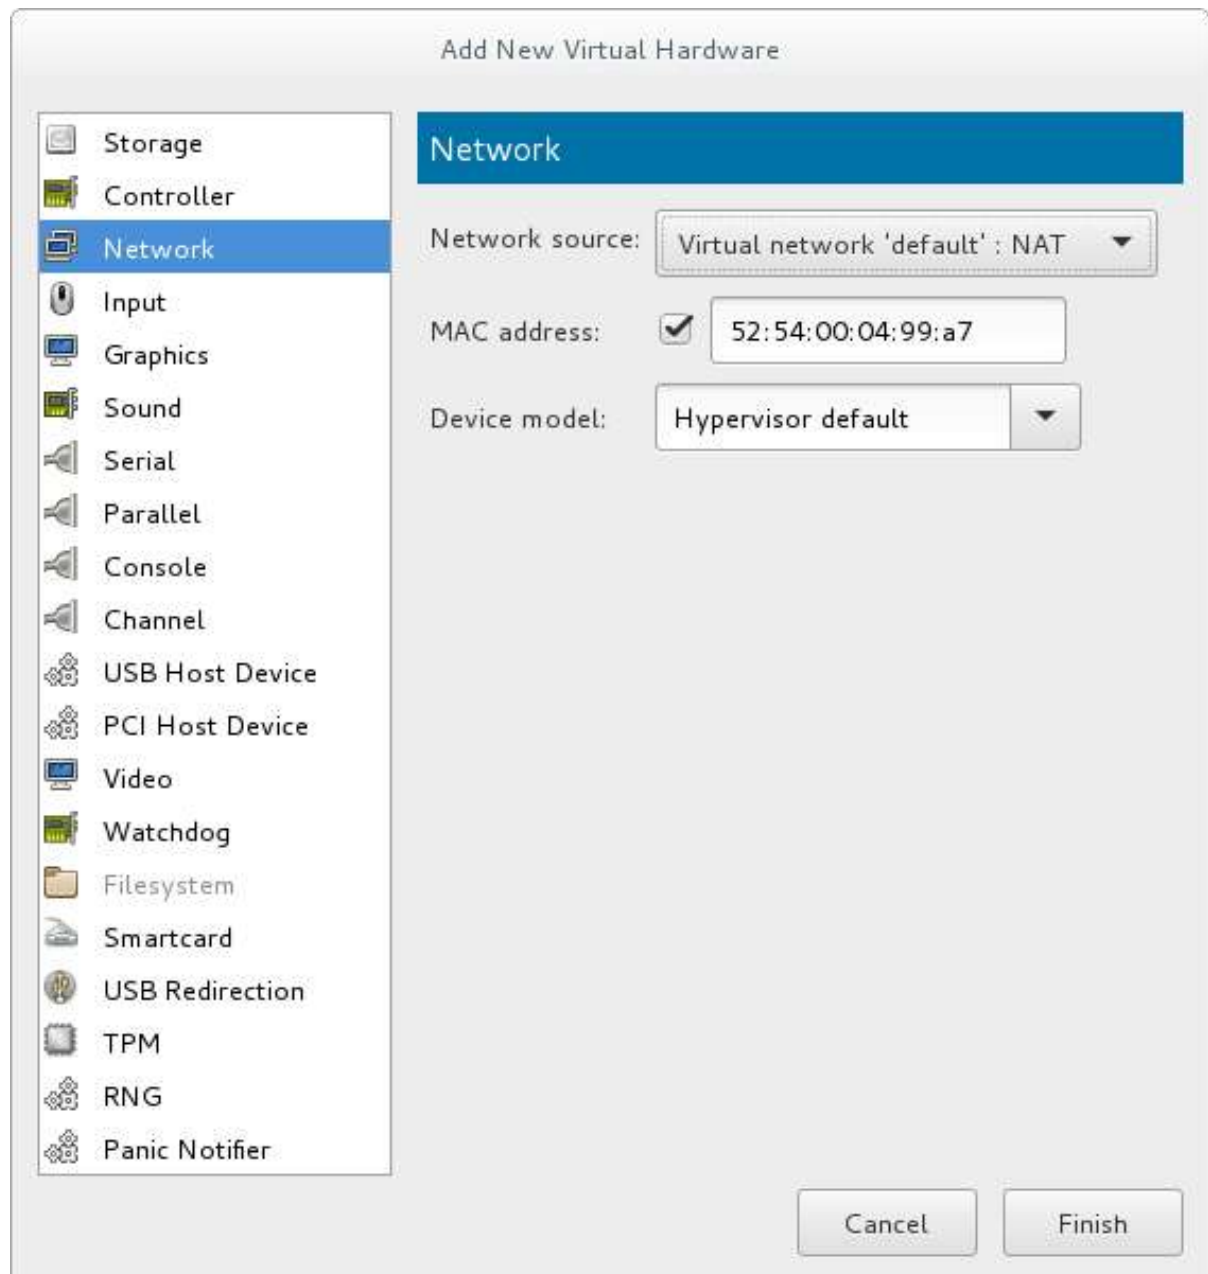 Add New Virtual Hardware
Storage
Controller
Network
Input
Graphics
Sound
Serial
Parallel
Console
Channel
USB Host Device
PCI Host Device
Video
Watchdog
Filesystem
Smartcard
USB Redirection
TPM
RNG
Panic Notifier
Network
Network source: Virtual network 'default' : NAT
MAC address: 52:54:00:04:99:a7
Device model: Hypervisor default
Cancel Finish